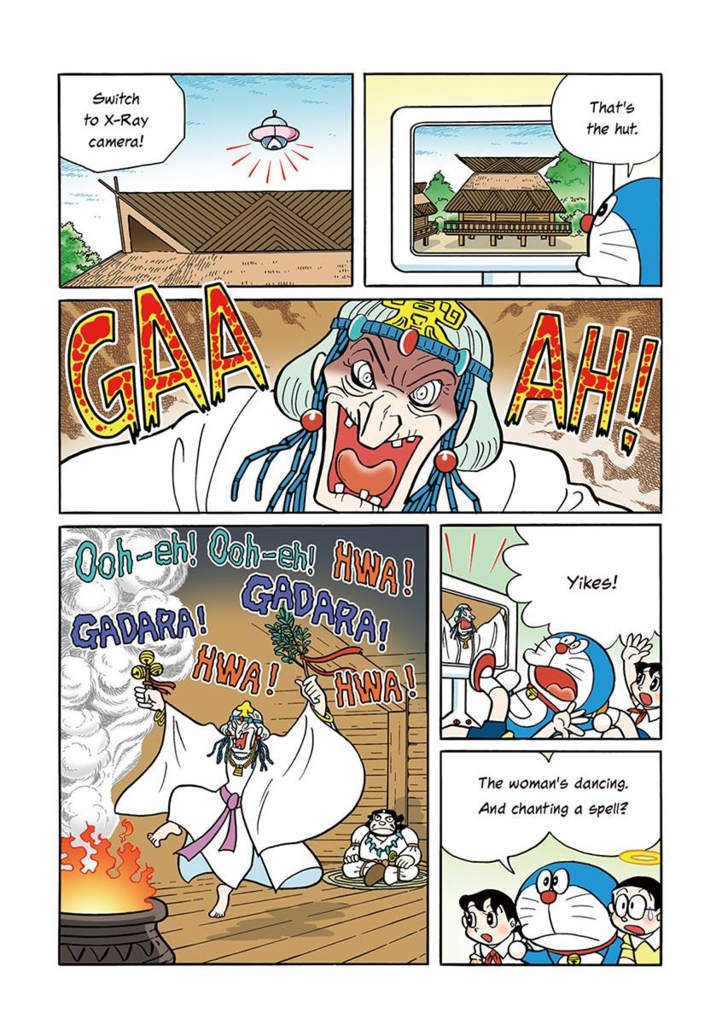 Switch
to X-Ray
camera!
That's
the hut.
GAA
AH!
Ooh-eh! Ooh-eh! HWA!
GADARA!
GADARA!
HWA!
HWA!
Yikes!
The woman's dancing.
And chanting a spell?